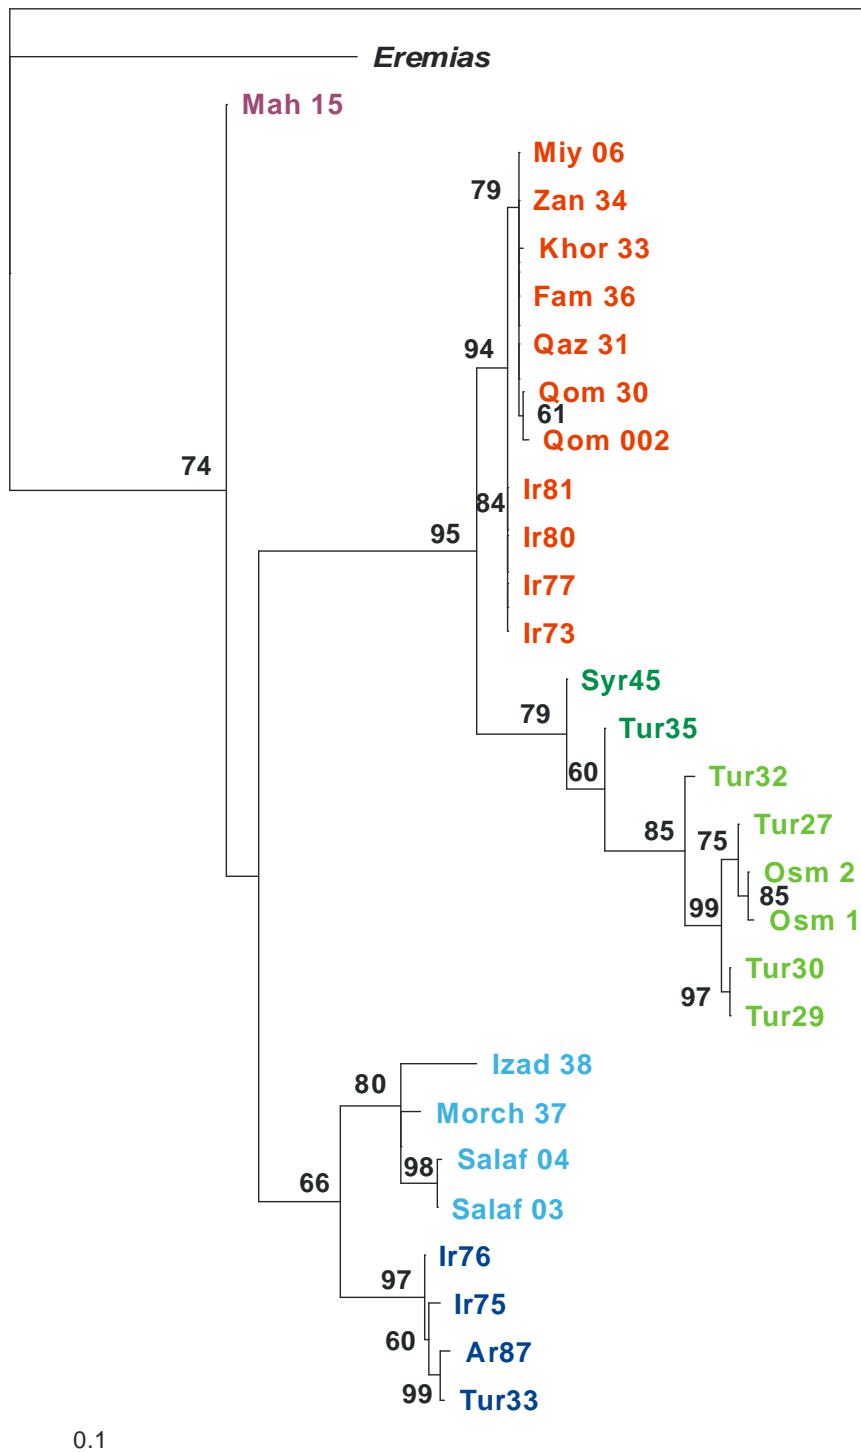 Eremias
Mah 15
Miy 06
79
Zan 34
Khor 33
Fam 36
94
Qaz 31
Qom 30
61
Qom 002
74
Ir81
84
95
Ir80
Ir77
Ir73
Syr45
79
Tur35
60
Tur32
85
75
Tur27
Osm 2
85
99
Osm 1
Tur30
97
Tur29
Izad 38
80
Morch 37
98
Salaf 04
66
Salaf 03
Ir76
97
Ir75
60
Ar87
99
Tur33
0.1